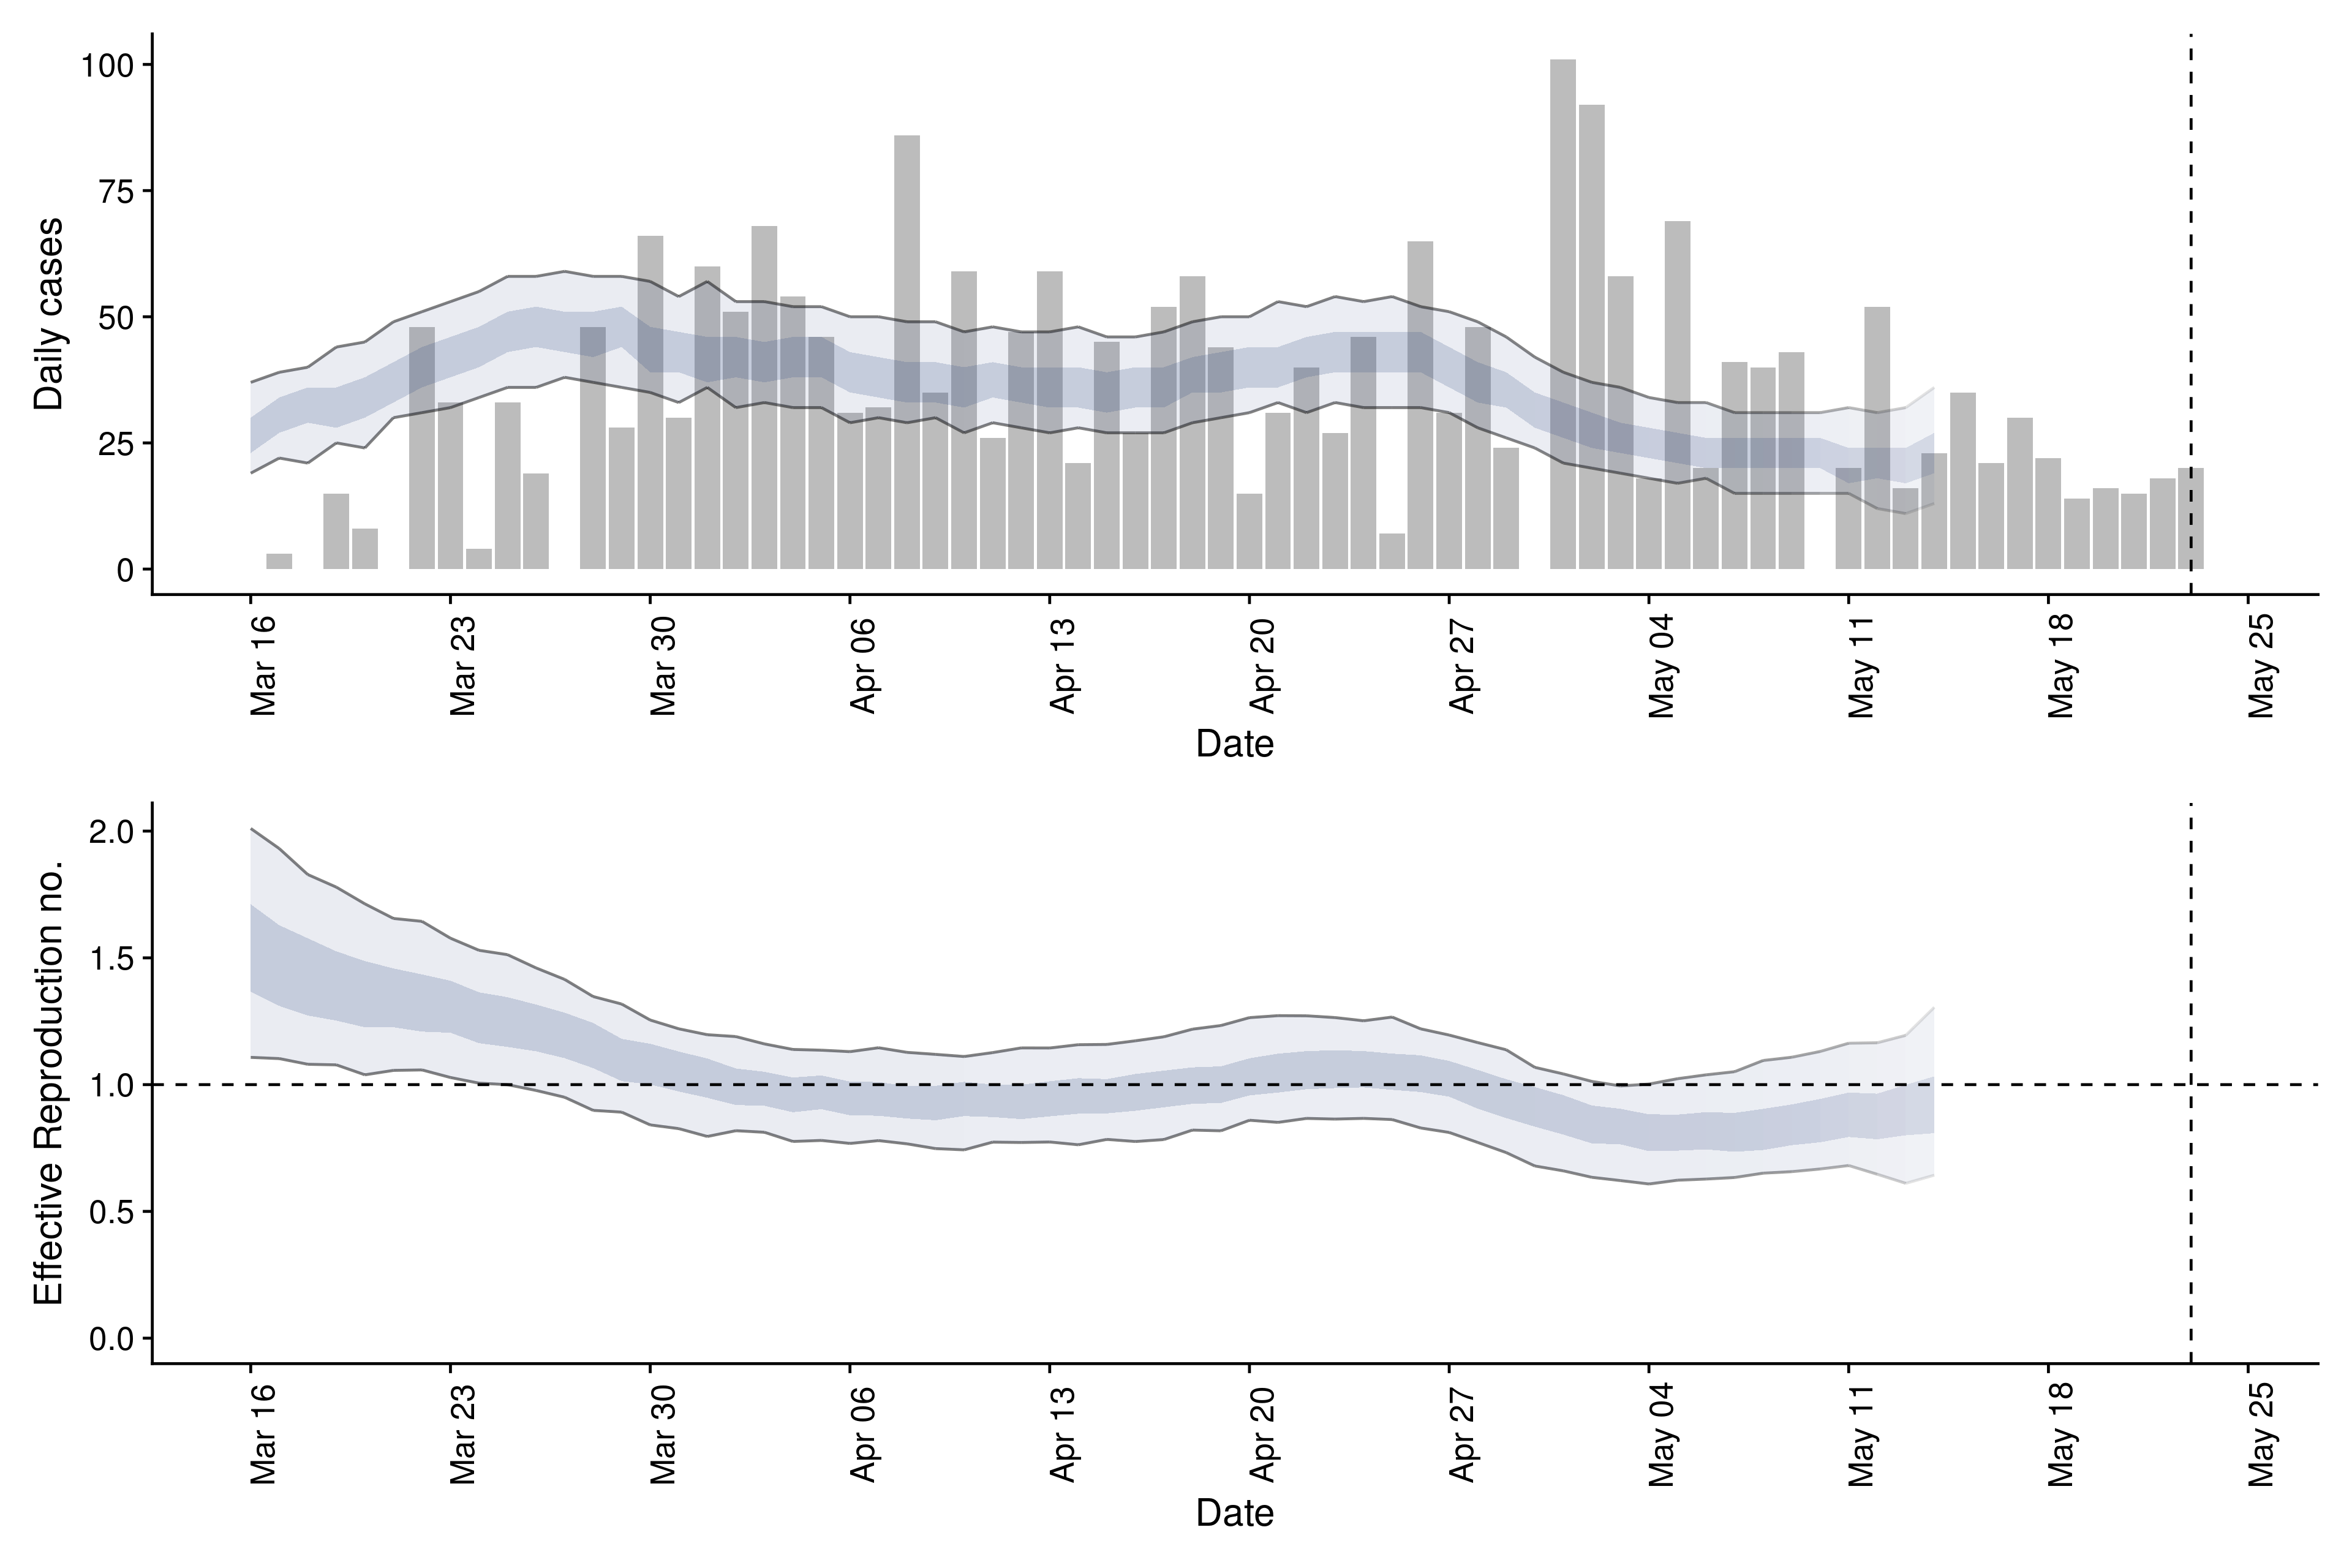 Daily cases
100
75
50
25
0
Mar 16
Mar 23
Mar 30
Apr 06
Apr 13
Apr 20
Apr 27
May 04
May 11
May 18
May 25
Date
Effective Reproduction no.
2.0
1.5
1.0
0.5
0.0
Mar 16
Mar 23
Mar 30
Apr 06
Apr 13
Apr 20
Apr 27
May 04
May 11
May 18
May 25
Date